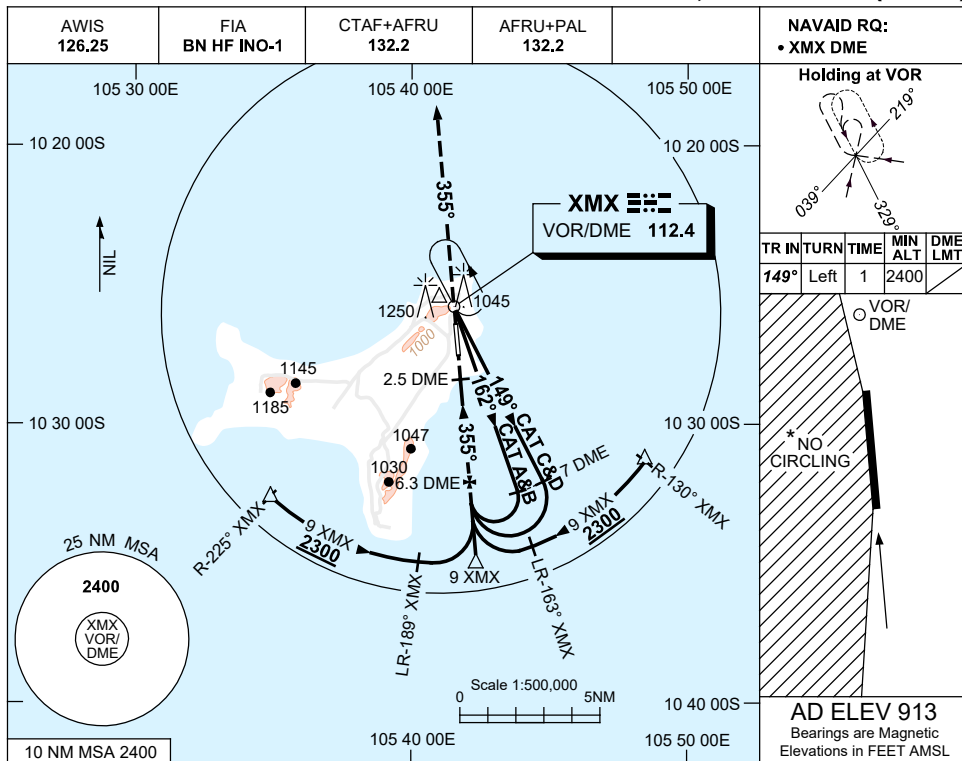 AWIS
126.25
FIA
BN HF INO-1
CTAF+AFRU
132.2
AFRU+PAL
132.2
NAVAID RQ:
• XMX DME
105 30 00E
105 40 00E
105 50 00E
10 20 00S
10 20 00S
NIL
355°
XMX
VOR/DME 112.4
Holding at VOR
219°
039°
329°
TR IN TURN TIME MIN ALT DME LMT
149° Left 1 2400
1250
1045
1000
1145
1185
2.5 DME
149° CAT C&D
162° CAT A&B
355°
10 30 00S
10 30 00S
1047
1030
6.3 DME
7 DME
R-225° XMX
9 XMX
2300
9 XMX
2300
R-130° XMX
9 XMX
LR-189° XMX
LR-163° XMX
25 NM MSA
2400
XMX
VOR/
DME
Scale 1:500,000
0 5NM
10 40 00S
105 40 00E
105 50 00E
10 NM MSA 2400
VOR/
DME
* NO
CIRCLING
AD ELEV 913
Bearings are Magnetic
Elevations in FEET AMSL